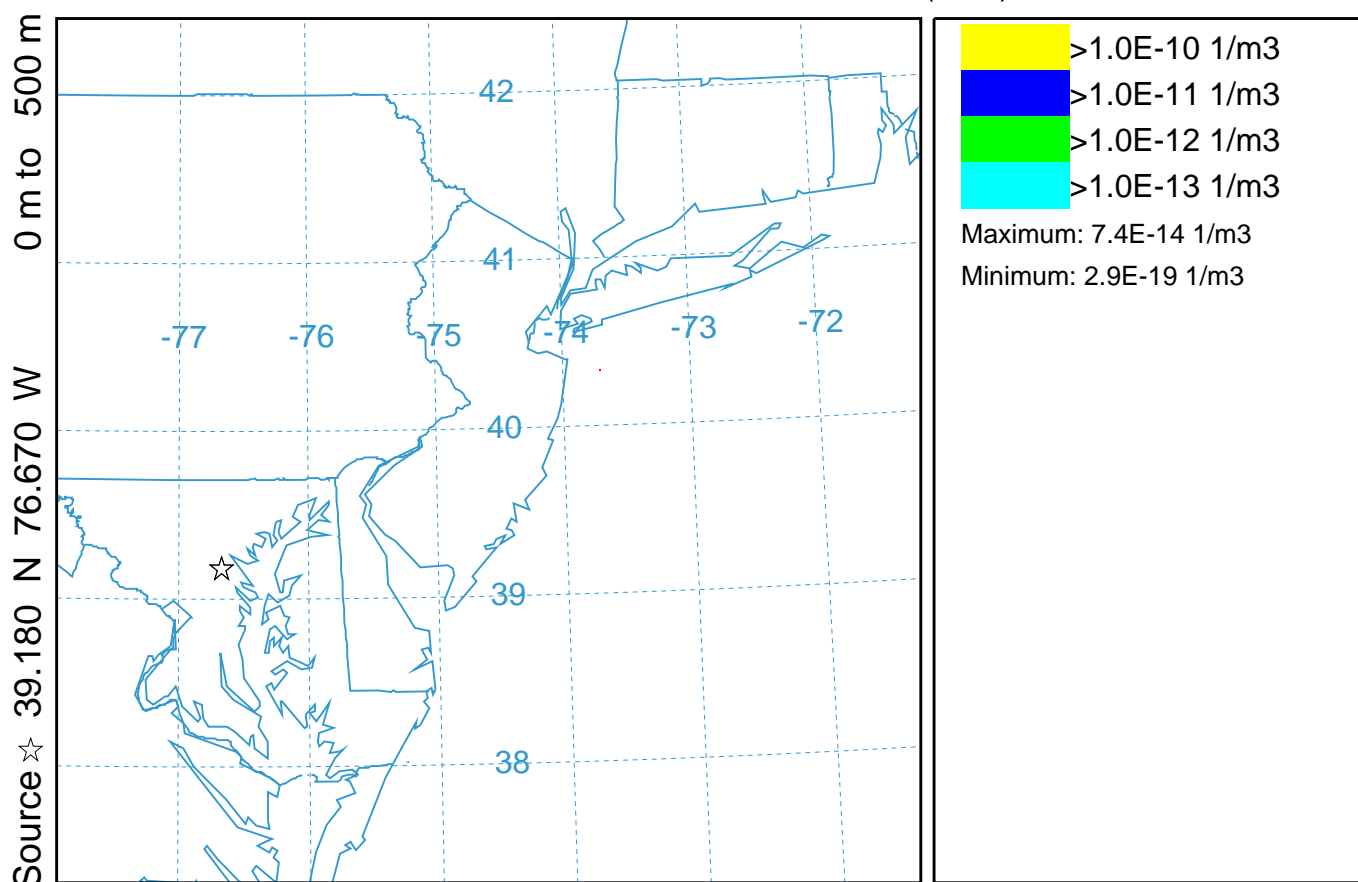 Source ☆ 39.180 N 76.670 W 0 m to 500 m
42
41
-77
-76
-75
-74
-73
-72
40
39
38
>1.0E-10 1/m3
>1.0E-11 1/m3
>1.0E-12 1/m3
>1.0E-13 1/m3
Maximum: 7.4E-14 1/m3
Minimum: 2.9E-19 1/m3